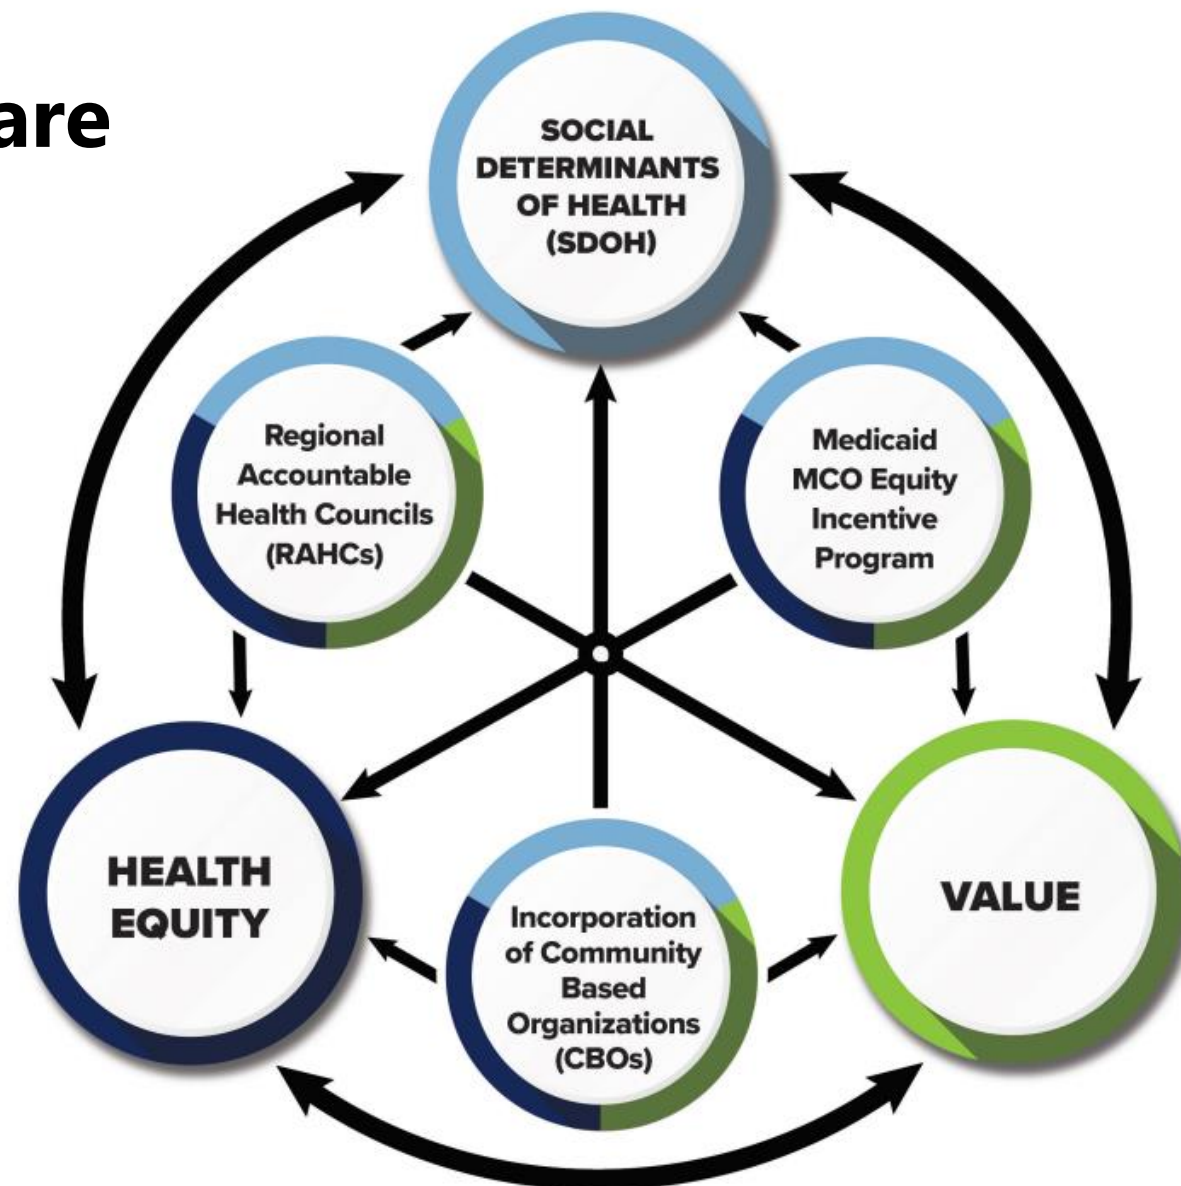 are
SOCIAL
DETERMINANTS
OF HEALTH
(SDOH)
Regional
Accountable
Health Councils
(RAHCs)
Medicaid
MCO Equity
Incentive
Program
HEALTH
EQUITY
Incorporation
of Community
Based
Organizations
(CBOs)
VALUE